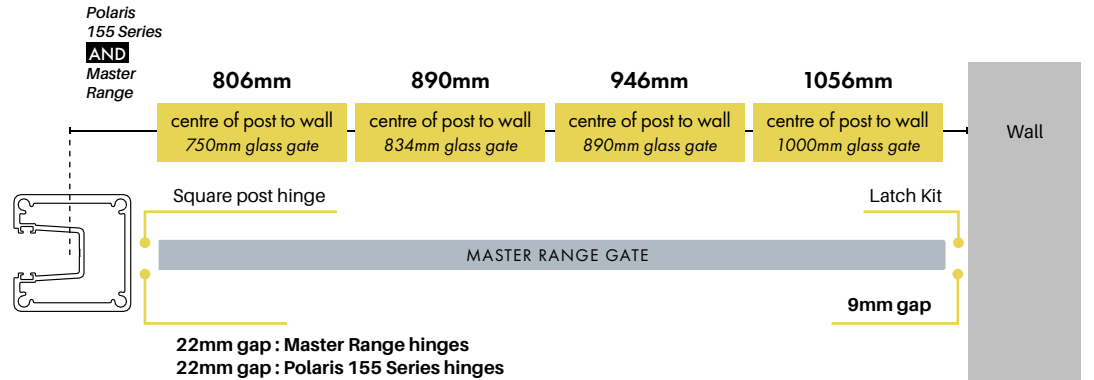 Polaris
155 Series
AND
Master
Range
806mm
890mm
946mm
1056mm
centre of post to wall
750mm glass gate
centre of post to wall
834mm glass gate
centre of post to wall
890mm glass gate
centre of post to wall
1000mm glass gate
Wall
Square post hinge
Latch Kit
MASTER RANGE GATE
9mm gap
22mm gap : Master Range hinges
22mm gap : Polaris 155 Series hinges